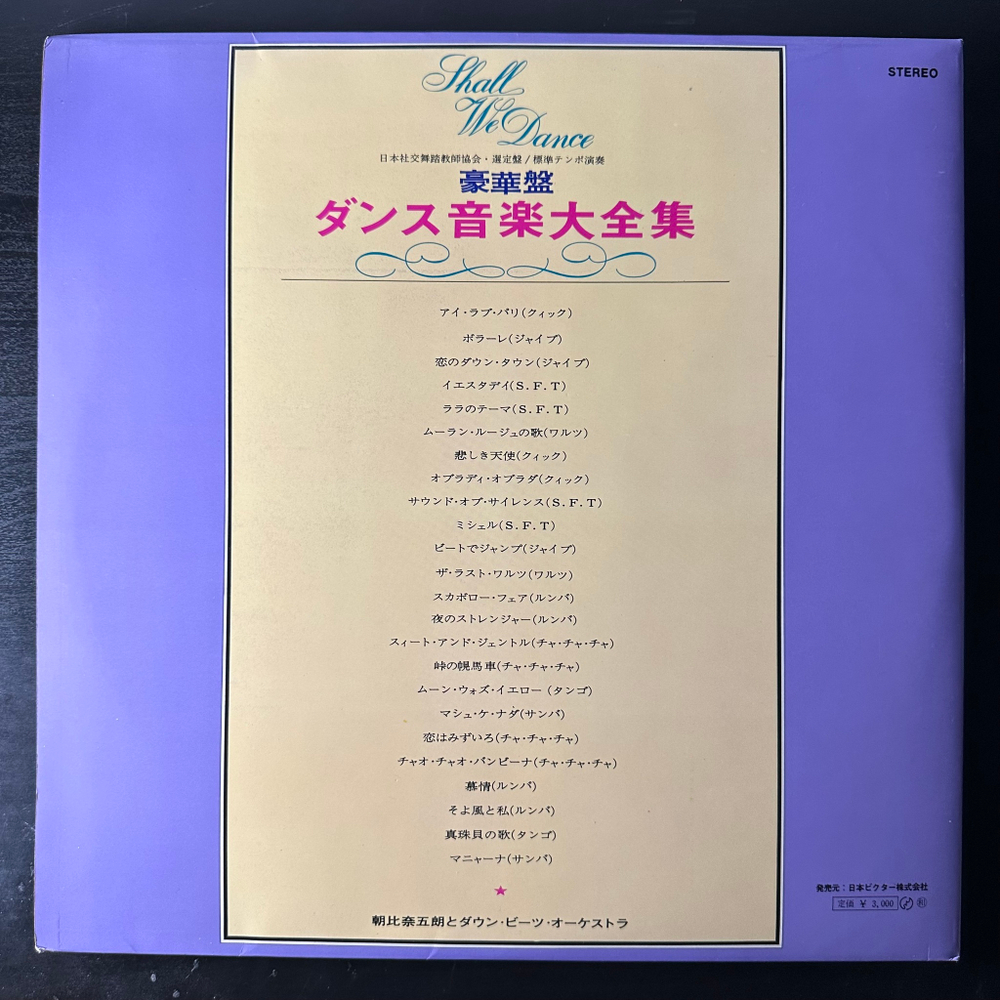 STEREO
Shall
We Dance
日本社交舞踏教師協会・選定盤/標準テンポ演奏
豪華盤
ダンス音楽大全集
アイ・ラブ・パリ(クィック)
ボラーレ(ジャイブ)
恋のダウン・タウン(ジャイブ)
イエスタデイ(S.F.T)
ララのテーマ(S.F.T)
ムーラン・ルージュの歌(ワルツ)
悲しき天使(クィック)
オブラディ・オブラダ(クィック)
サウンド・オブ・サイレンス(S.F.T)
ミシェル(S.F.T)
ビートでジャンプ(ジャイブ)
ザ・ラスト・ワルツ(ワルツ)
スカボロー・フェア(ルンバ)
夜のストレンジャー(ルンバ)
スィート・アンド・ジェントル(チャ・チャ・チャ)
峠の幌馬車(チャ・チャ・チャ)
ムーン・ウォズ・イエロー(タンゴ)
マシュ・ケ・ナダ(サンバ)
恋はみずいろ(チャ・チャ・チャ)
チャオ・チャオ・バンビーナ(チャ・チャ・チャ)
慕情(ルンバ)
そよ風と私(ルンバ)
真珠貝の歌(タンゴ)
マニャーナ(サンバ)
朝比奈五朗とダウン・ビーツ・オーケストラ
発売元:日本ビクター株式会社
定価 ¥ 3,000